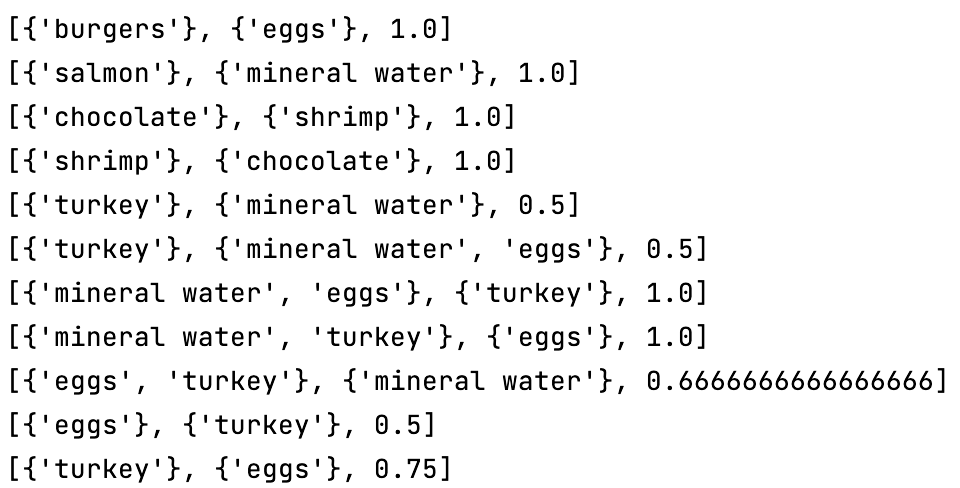 [{'burgers'}, {'eggs'}, 1.0]
[{'salmon'}, {'mineral water'}, 1.0]
[{'chocolate'}, {'shrimp'}, 1.0]
[{'shrimp'}, {'chocolate'}, 1.0]
[{'turkey'}, {'mineral water'}, 0.5]
[{'turkey'}, {'mineral water', 'eggs'}, 0.5]
[{'mineral water', 'eggs'}, {'turkey'}, 1.0]
[{'mineral water', 'turkey'}, {'eggs'}, 1.0]
[{'eggs', 'turkey'}, {'mineral water'}, 0.6666666666666666]
[{'eggs'}, {'turkey'}, 0.5]
[{'turkey'}, {'eggs'}, 0.75]